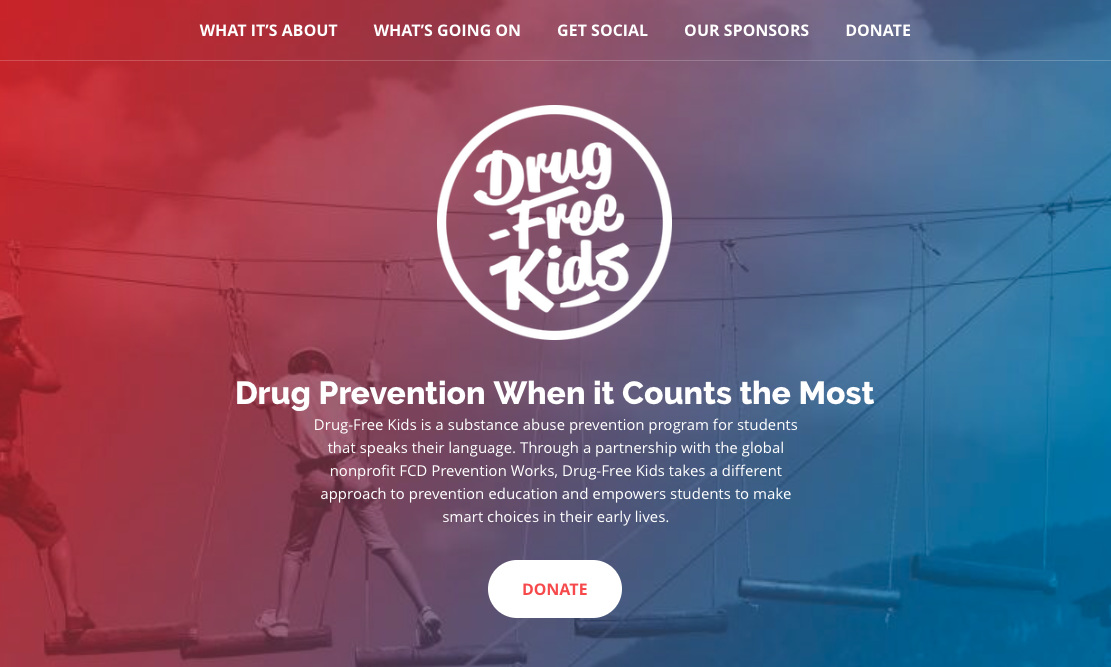 WHAT IT’S ABOUT WHAT’S GOING ON GET SOCIAL OUR SPONSORS DONATE
Drug
-Free
Kids
Drug Prevention When it Counts the Most
Drug-Free Kids is a substance abuse prevention program for students
that speaks their language. Through a partnership with the global
nonprofit FCD Prevention Works, Drug-Free Kids takes a different
approach to prevention education and empowers students to make
smart choices in their early lives.
DONATE